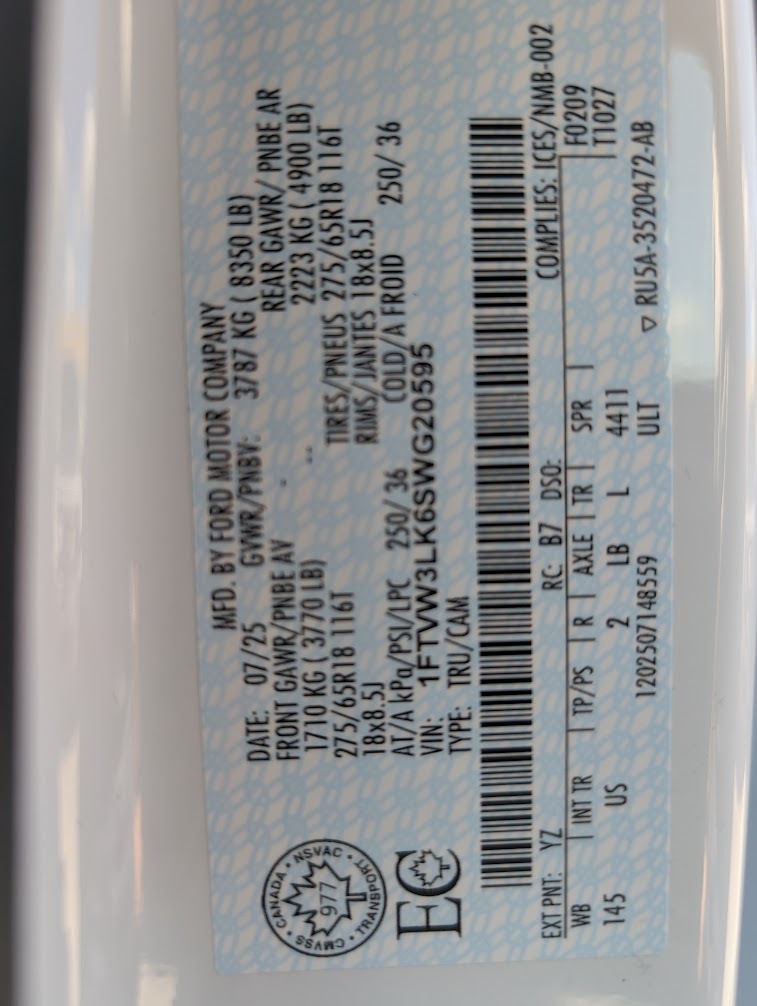 MFD. BY FORD MOTOR COMPANY
DATE: 07/25 GVWR/PNBV: 3787 KG ( 8350 LB)
FRONT GAWR/PNBE AV REAR GAWR/ PNBE AR
1710 KG ( 3770 LB) 2223 KG ( 4900 LB)
275/65R18 116T TIRES/PNEUS 275/65R18 116T
18x8.5J RIMS/JANTES 18x8.5J
AT/A kPa/PSI/LPC 250/ 36 COLD/A FROID 250/ 36
VIN: 1FTVW3LK6SWG20595
TYPE: TRU/CAM
CANADA • NSVAC • TRANSPORT • CMVSS •
977
EC
EXT PNT: YZ RC: B7 DSO: COMPLIES: ICES/NMB-002
WB INT TR TP/PS R AXLE TR SPR F0209
145 US 2 LB L 4411 T1027
ULT
1202507148559 ▽ RU5A-3520472-AB